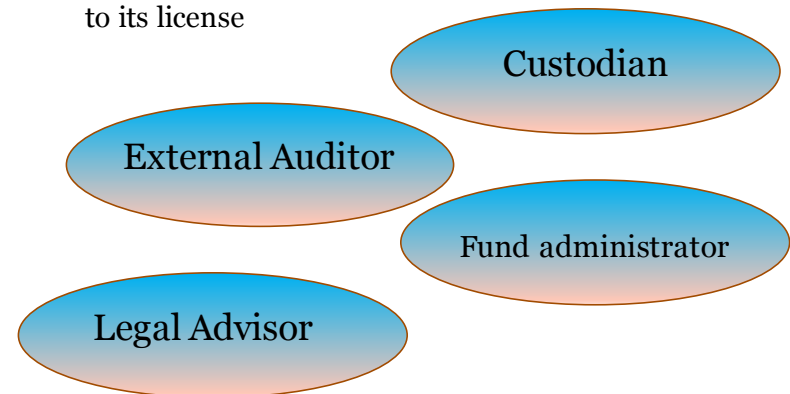 to its license
Custodian
External Auditor
Fund administrator
Legal Advisor